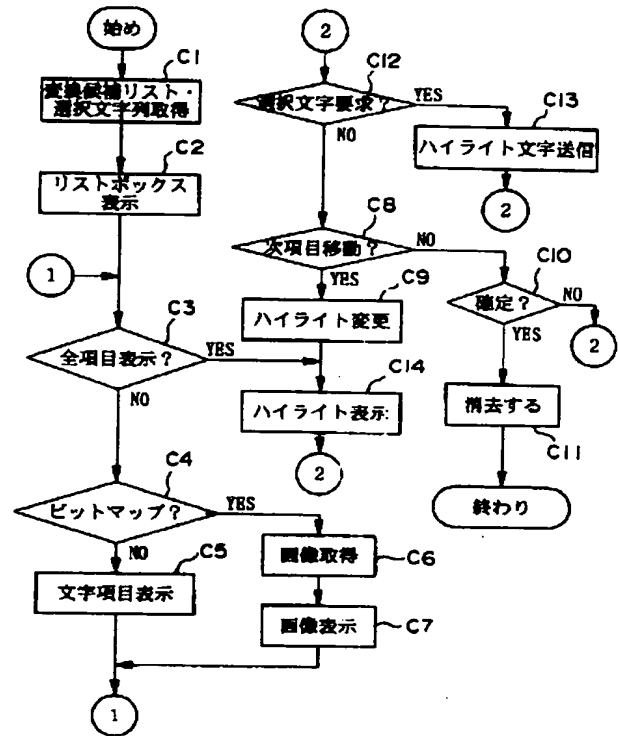 始め
C1
変換候補リスト・
選択文字列取得
C2
リストボックス
表示
1
C3
全項目表示？
YES
NO
C4
ビットマップ？
YES
NO
C5
文字項目表示
画像取得
C6
画像表示
C7
1
2
C12
選択文字要求？
YES
NO
C13
ハイライト文字送信
2
C8
次項目移動？
NO
YES
C9
ハイライト変更
C14
ハイライト表示
2
C10
確定？
NO
YES
2
消去する
C11
終わり